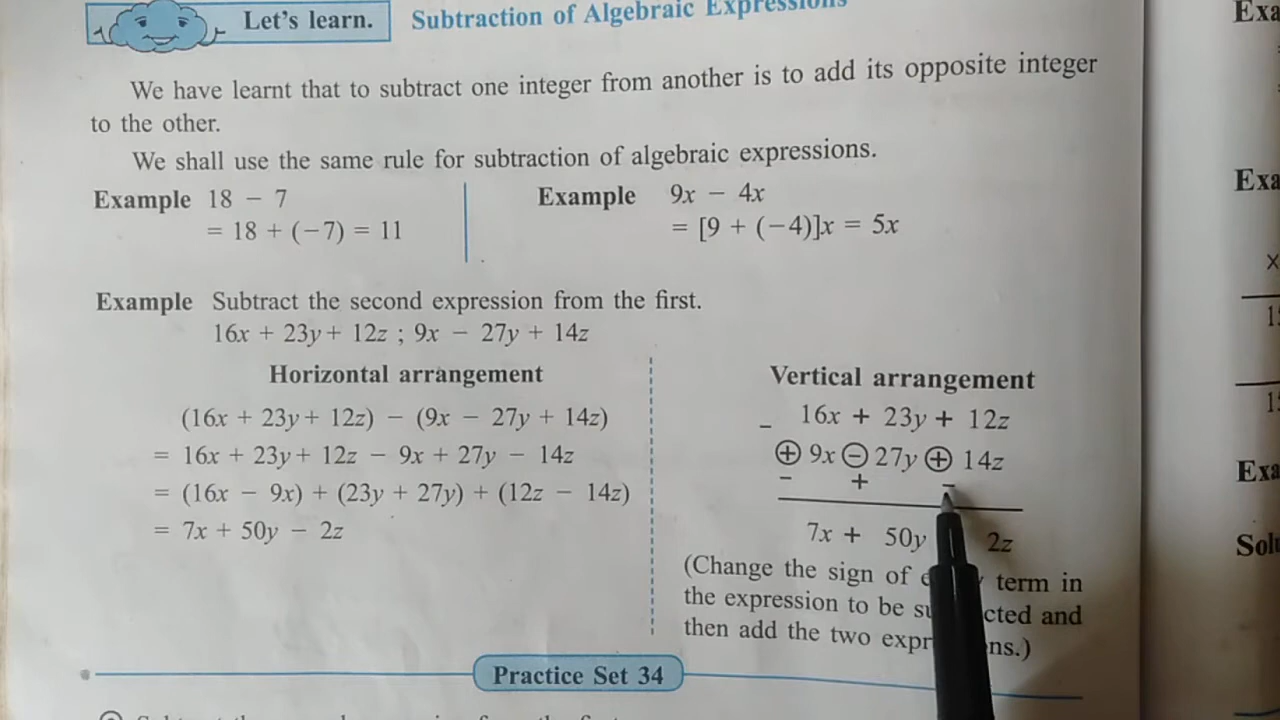 Let's learn. Subtraction of Algebraic Expressions
We have learnt that to subtract one integer from another is to add its opposite integer
to the other.
We shall use the same rule for subtraction of algebraic expressions.
Example 18 − 7
= 18 + (−7) = 11
Example 9x − 4x
= [9 + (−4)]x = 5x
Example Subtract the second expression from the first.
16x + 23y + 12z ; 9x − 27y + 14z
Horizontal arrangement
(16x + 23y + 12z) − (9x − 27y + 14z)
= 16x + 23y + 12z − 9x + 27y − 14z
= (16x − 9x) + (23y + 27y) + (12z − 14z)
= 7x + 50y − 2z
Vertical arrangement
− 16x + 23y + 12z
⊕ 9x ⊖ 27y ⊕ 14z
− + −
7x + 50y 2z
(Change the sign of term in
the expression to be and
then add the two
Practice Set 34
Exa
Exa
x
Exa